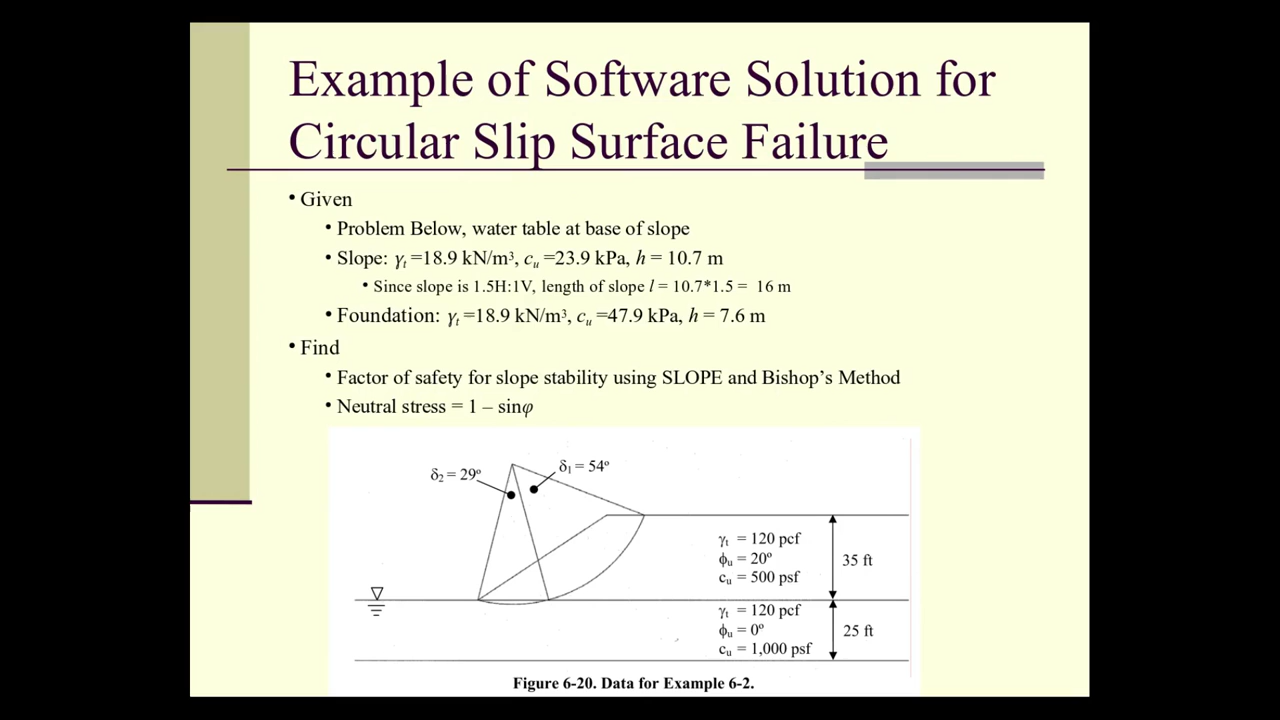 Example of Software Solution for
Circular Slip Surface Failure
• Given
• Problem Below, water table at base of slope
• Slope: γt =18.9 kN/m³, cu =23.9 kPa, h = 10.7 m
• Since slope is 1.5H:1V, length of slope l = 10.7*1.5 = 16 m
• Foundation: γt =18.9 kN/m³, cu =47.9 kPa, h = 7.6 m
• Find
• Factor of safety for slope stability using SLOPE and Bishop's Method
• Neutral stress = 1 – sinφ
δ2 = 29º
δ1 = 54º
γt = 120 pcf
ϕu = 20º
cu = 500 psf
35 ft
γt = 120 pcf
ϕu = 0º
cu = 1,000 psf
25 ft
Figure 6-20. Data for Example 6-2.